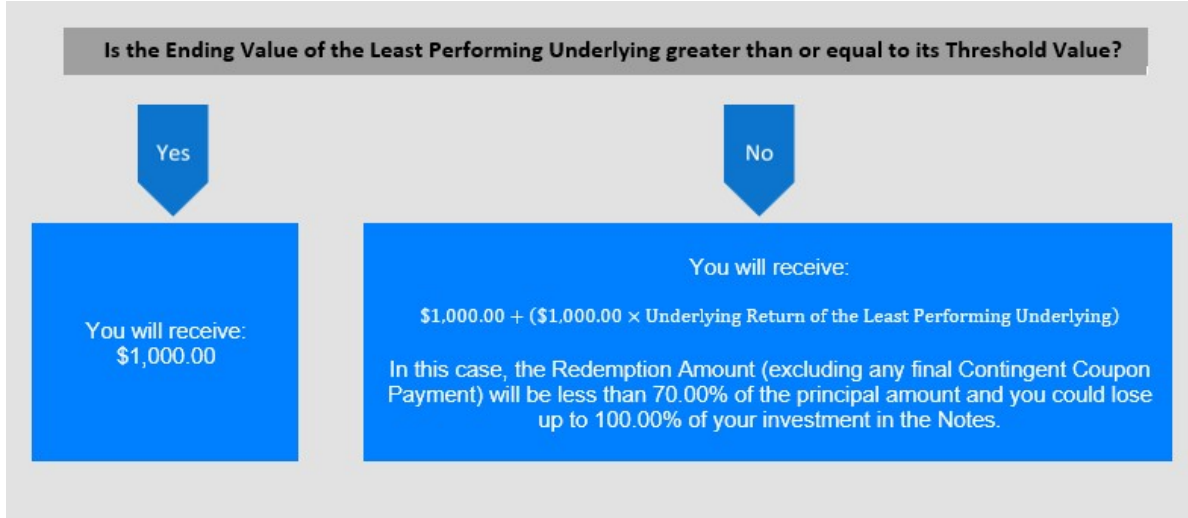 Is the Ending Value of the Least Performing Underlying greater than or equal to its Threshold Value?
Yes
No
You will receive:
$1,000.00
You will receive:
$1,000.00 + ($1,000.00 × Underlying Return of the Least Performing Underlying)
In this case, the Redemption Amount (excluding any final Contingent Coupon
Payment) will be less than 70.00% of the principal amount and you could lose
up to 100.00% of your investment in the Notes.